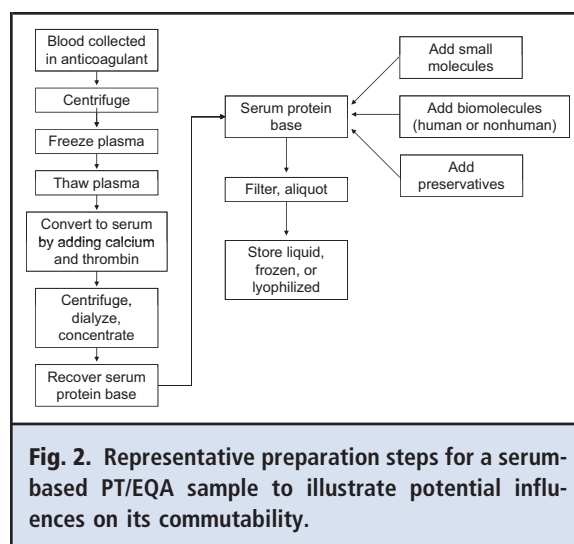 Blood collected
in anticoagulant
Centrifuge
Freeze plasma
Thaw plasma
Convert to serum
by adding calcium
and thrombin
Centrifuge,
dialyze,
concentrate
Recover serum
protein base
Serum protein
base
Filter, aliquot
Store liquid,
frozen, or
lyophilized
Add small
molecules
Add biomolecules
(human or nonhuman)
Add
preservatives
Fig. 2. Representative preparation steps for a serum-
based PT/EQA sample to illustrate potential influ-
ences on its commutability.